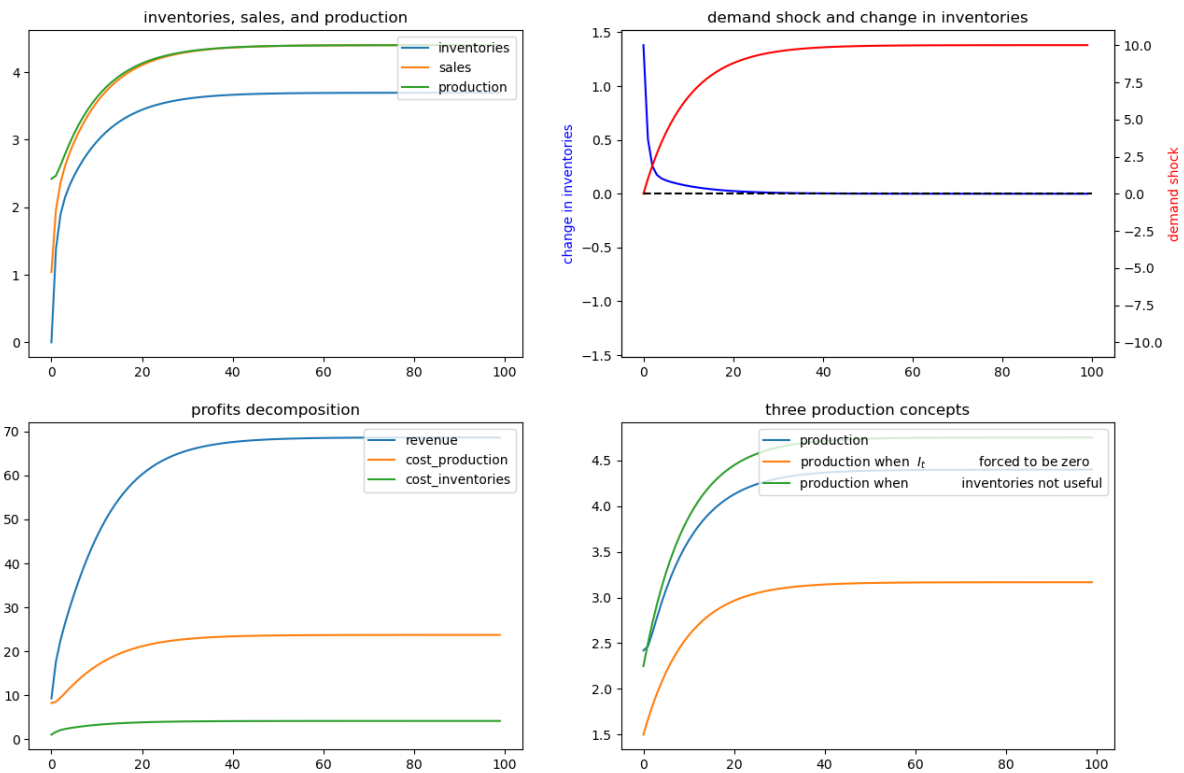 inventories, sales, and production
4
3
2
1
0
0 20 40 60 80 100
inventories
sales
production
demand shock and change in inventories
change in inventories
1.5
1.0
0.5
0.0
−0.5
−1.0
−1.5
10.0
7.5
5.0
2.5
0.0
−2.5
−5.0
−7.5
−10.0
demand shock
0 20 40 60 80 100
profits decomposition
70
60
50
40
30
20
10
0
0 20 40 60 80 100
revenue
cost_production
cost_inventories
three production concepts
4.5
4.0
3.5
3.0
2.5
2.0
1.5
0 20 40 60 80 100
production
production when I_t forced to be zero
production when inventories not useful